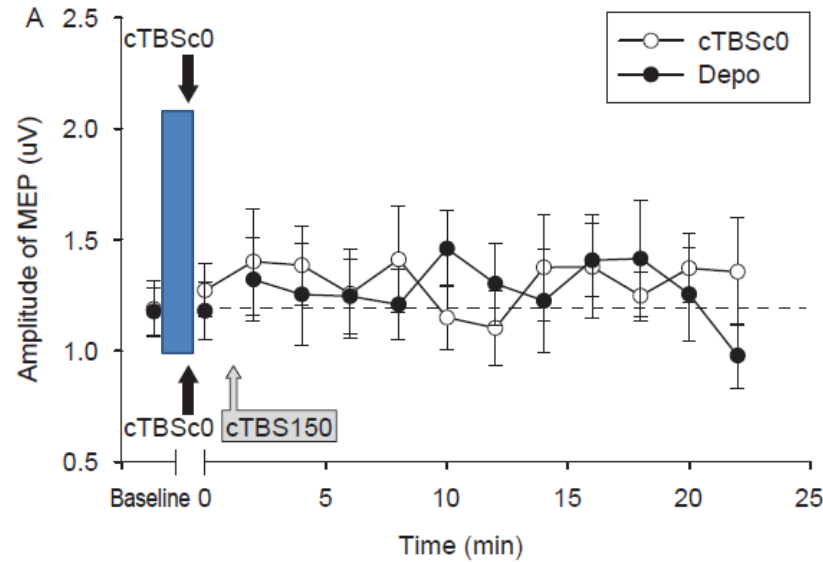 A
cTBSc0
cTBSc0
Depo
Amplitude of MEP (uV)
2.5
2.0
1.5
1.0
0.5
cTBSc0
cTBS150
Baseline 0 5 10 15 20 25
Time (min)